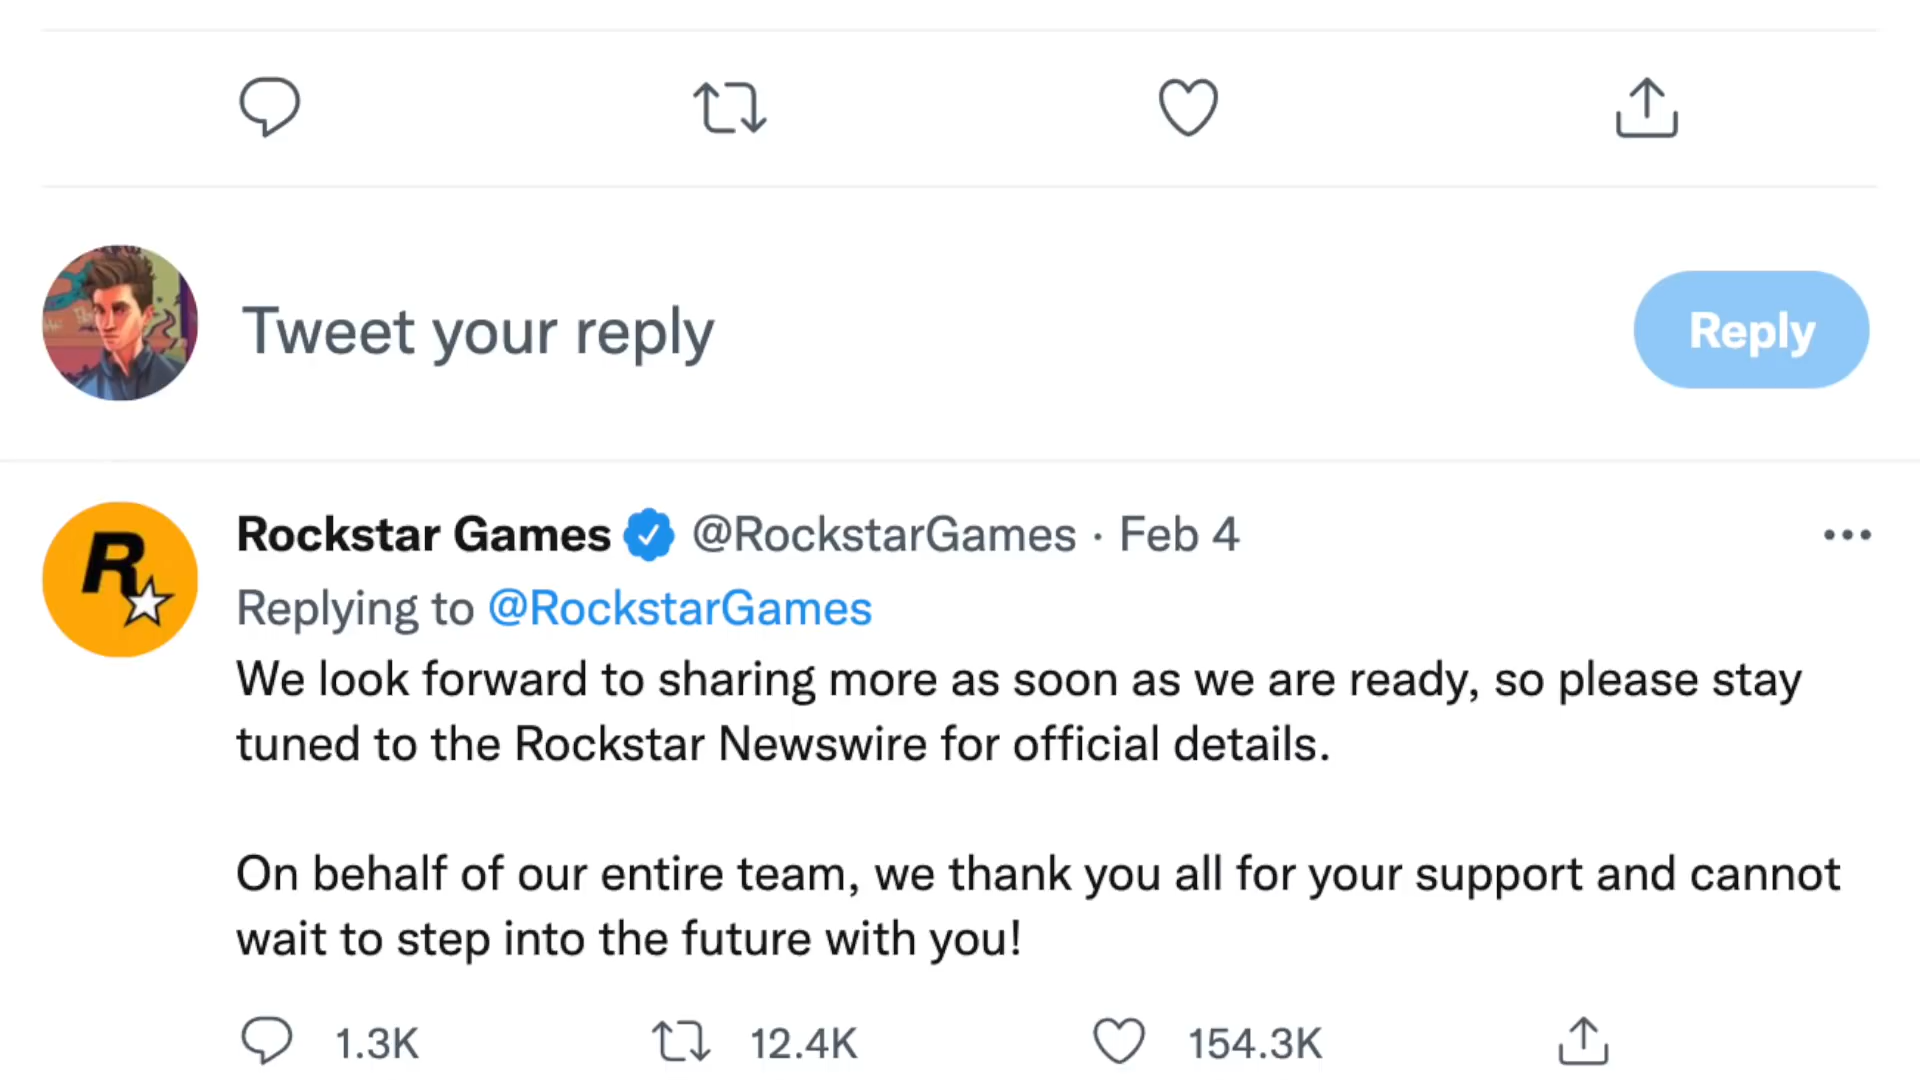 Tweet your reply
Reply
Rockstar Games @RockstarGames · Feb 4
Replying to @RockstarGames
We look forward to sharing more as soon as we are ready, so please stay
tuned to the Rockstar Newswire for official details.
On behalf of our entire team, we thank you all for your support and cannot
wait to step into the future with you!
1.3K 12.4K 154.3K
R